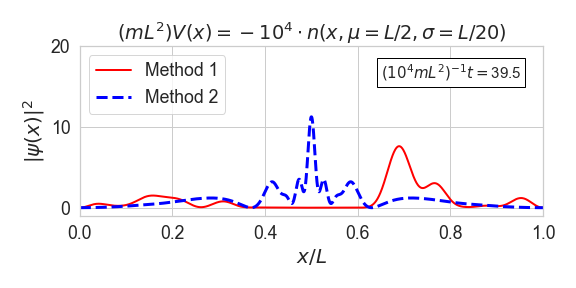 (mL²)V(x) = − 10⁴ · n(x, μ = L/2, σ = L/20)
Method 1
Method 2
(10⁴mL²)⁻¹t = 39.5
|ψ(x)|²
20
10
0
0.0 0.2 0.4 0.6 0.8 1.0
x/L